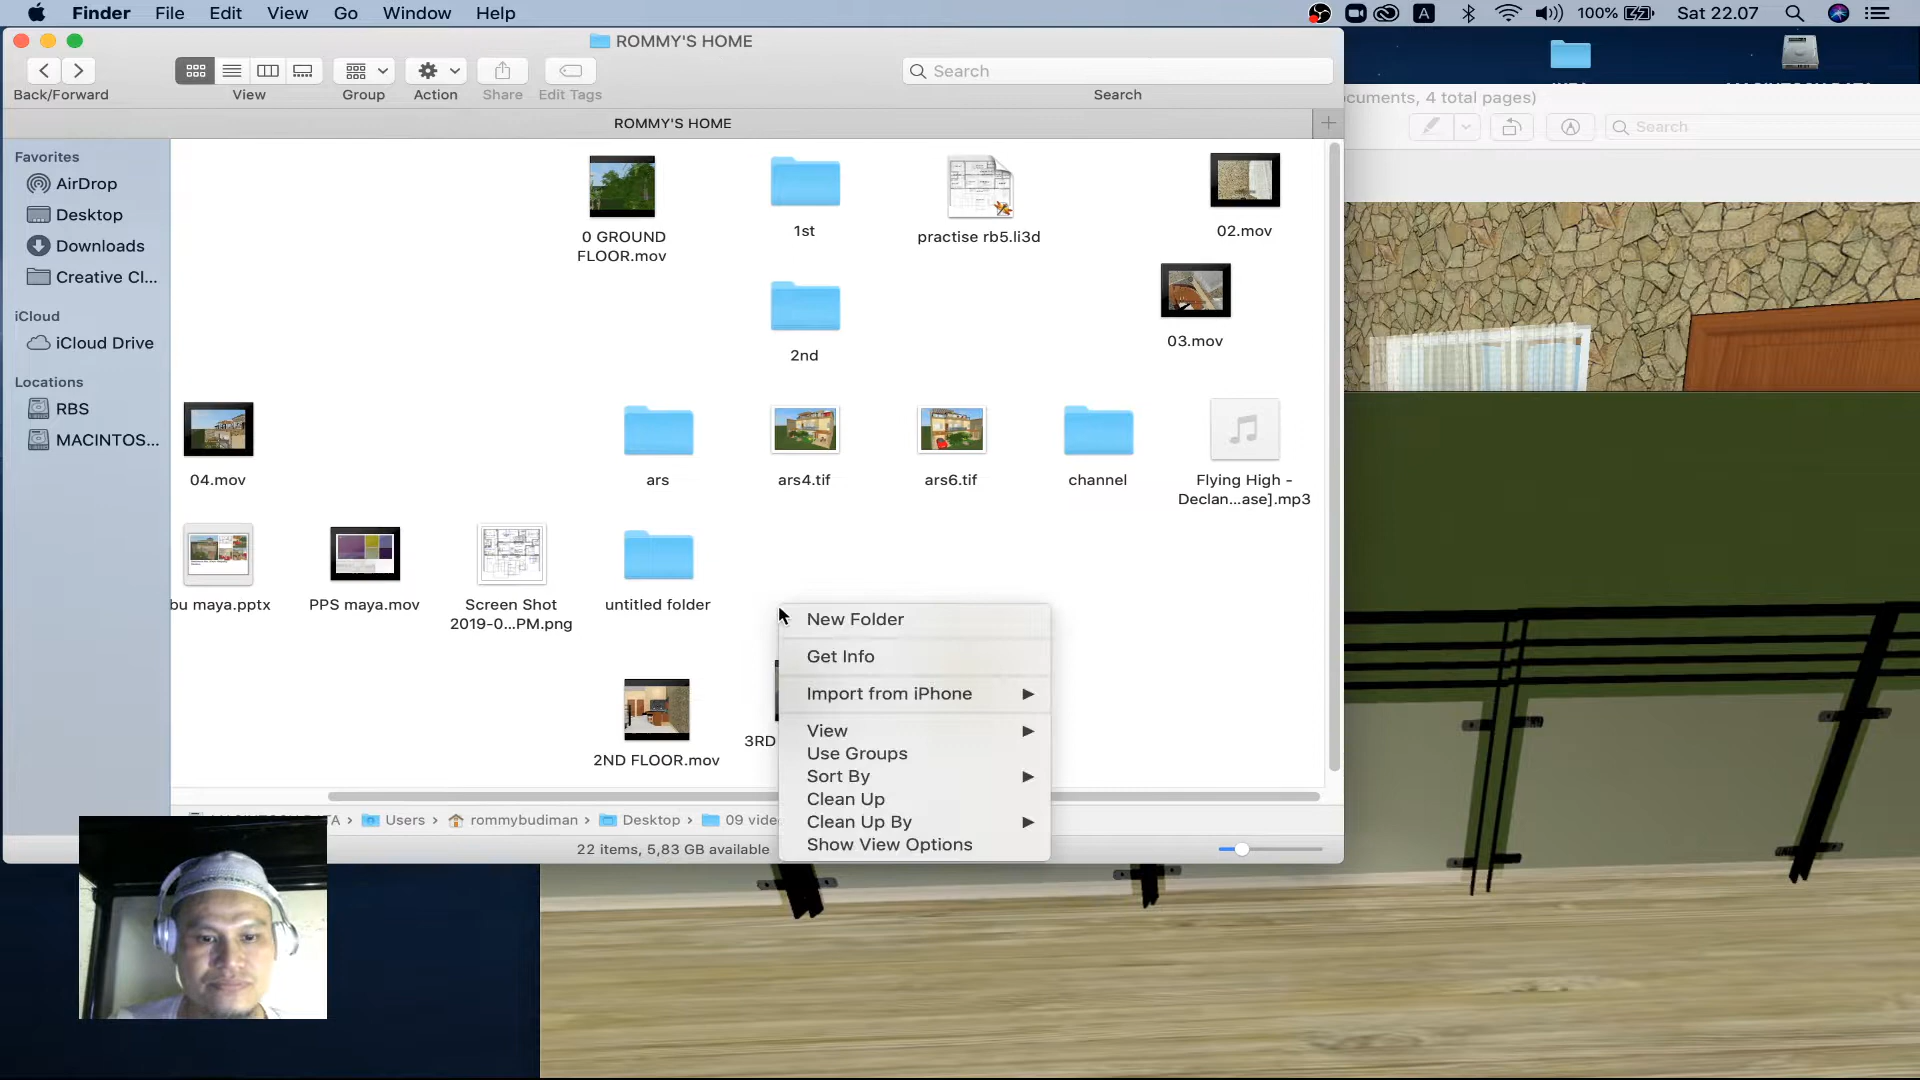 Finder File Edit View Go Window Help
A 100% Sat 22.07
ROMMY'S HOME
Back/Forward View Group Action Share Edit Tags Search
Search
ROMMY'S HOME
cuments, 4 total pages)
Search
Favorites
AirDrop
Desktop
Downloads
Creative Cl...
iCloud
iCloud Drive
Locations
RBS
MACINTOS...
0 GROUND
FLOOR.mov
1st
practise rb5.li3d
02.mov
2nd
03.mov
04.mov
ars
ars4.tif
ars6.tif
channel
Flying High -
Declan...ase].mp3
bu maya.pptx
PPS maya.mov
Screen Shot
2019-0...PM.png
untitled folder
2ND FLOOR.mov
3RD
New Folder
Get Info
Import from iPhone
View
Use Groups
Sort By
Clean Up
Clean Up By
Show View Options
Users rommybudiman Desktop 09 vide
22 items, 5,83 GB available